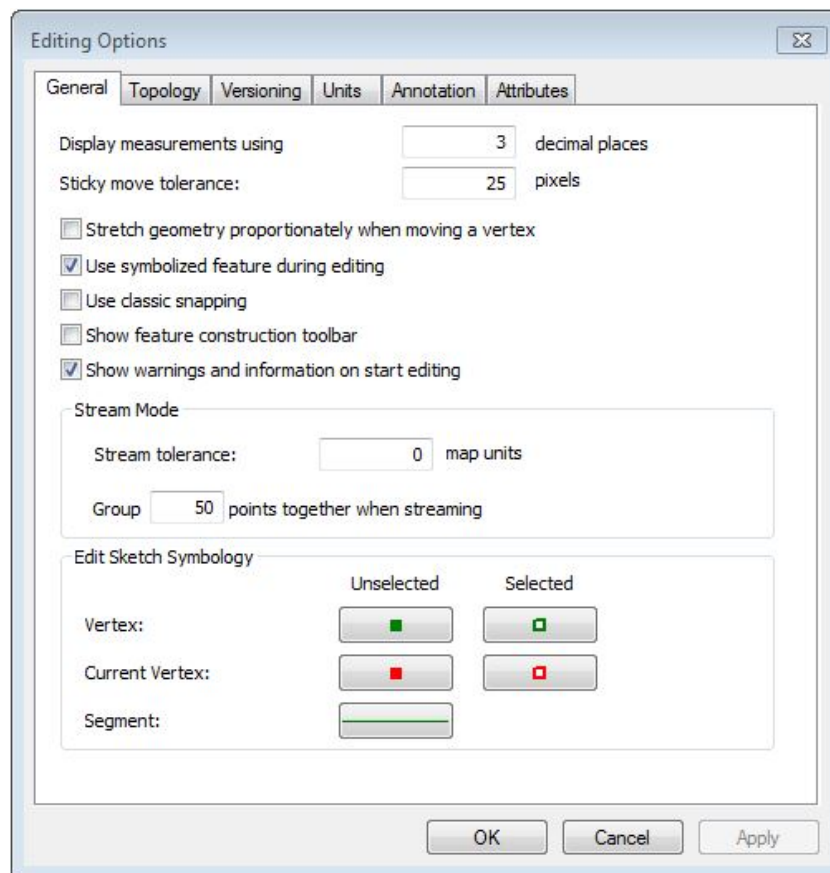 Editing Options
General Topology Versioning Units Annotation Attributes
Display measurements using 3 decimal places
Sticky move tolerance: 25 pixels
Stretch geometry proportionately when moving a vertex
Use symbolized feature during editing
Use classic snapping
Show feature construction toolbar
Show warnings and information on start editing
Stream Mode
Stream tolerance: 0 map units
Group 50 points together when streaming
Edit Sketch Symbology
Unselected Selected
Vertex:
Current Vertex:
Segment:
OK Cancel Apply